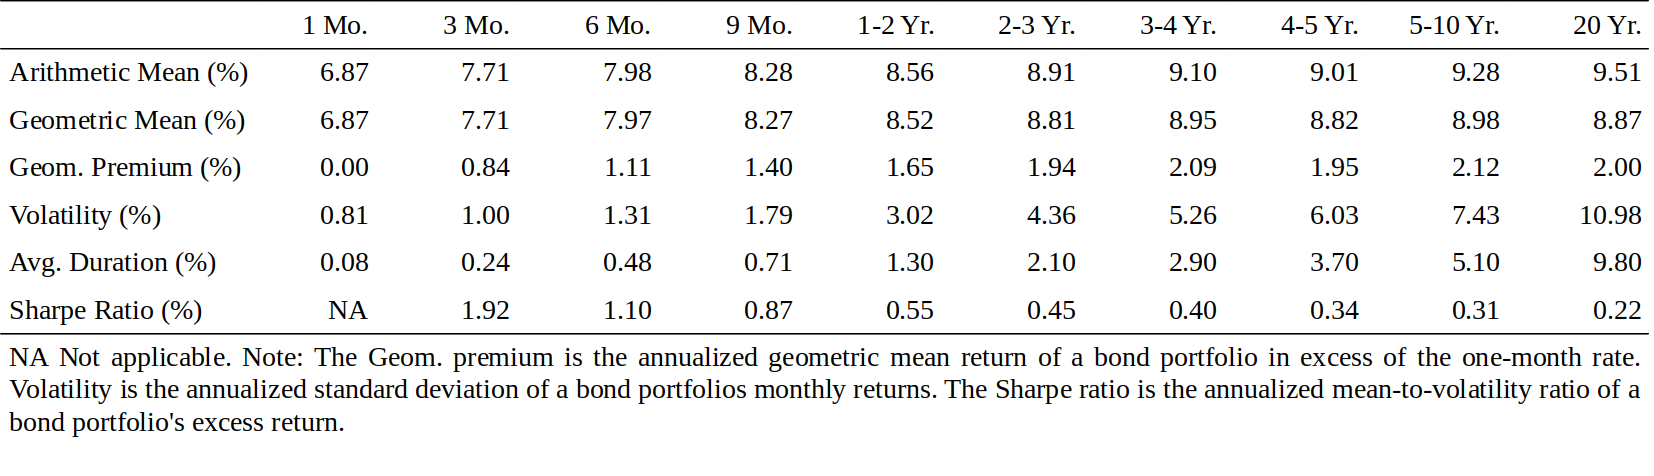 1 Mo. 3 Mo. 6 Mo. 9 Mo. 1-2 Yr. 2-3 Yr. 3-4 Yr. 4-5 Yr. 5-10 Yr. 20 Yr.
Arithmetic Mean (%) 6.87 7.71 7.98 8.28 8.56 8.91 9.10 9.01 9.28 9.51
Geometric Mean (%) 6.87 7.71 7.97 8.27 8.52 8.81 8.95 8.82 8.98 8.87
Geom. Premium (%) 0.00 0.84 1.11 1.40 1.65 1.94 2.09 1.95 2.12 2.00
Volatility (%) 0.81 1.00 1.31 1.79 3.02 4.36 5.26 6.03 7.43 10.98
Avg. Duration (%) 0.08 0.24 0.48 0.71 1.30 2.10 2.90 3.70 5.10 9.80
Sharpe Ratio (%) NA 1.92 1.10 0.87 0.55 0.45 0.40 0.34 0.31 0.22
NA Not applicable. Note: The Geom. premium is the annualized geometric mean return of a bond portfolio in excess of the one-month rate.
Volatility is the annualized standard deviation of a bond portfolios monthly returns. The Sharpe ratio is the annualized mean-to-volatility ratio of a
bond portfolio's excess return.